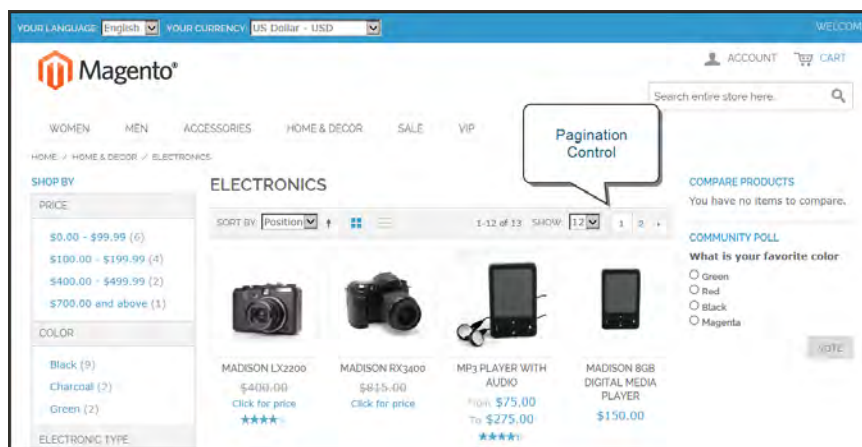 YOUR LANGUAGE: English YOUR CURRENCY: US Dollar - USD WELCOM
Magento®
ACCOUNT CART
Search entire store here...
WOMEN MEN ACCESSORIES HOME & DECOR SALE VIP
Pagination
Control
HOME / HOME & DECOR / ELECTRONICS
SHOP BY
PRICE
$0.00 - $99.99 (6)
$100.00 - $199.99 (4)
$400.00 - $499.99 (2)
$700.00 and above (1)
COLOR
Black (9)
Charcoal (2)
Green (2)
ELECTRONIC TYPE
ELECTRONICS
SORT BY Position 1-12 of 13 SHOW 12 1 2
MADISON LX2200
$400.00
Click for price
MADISON RX3400
$815.00
Click for price
MP3 PLAYER WITH
AUDIO
From $75.00
To $275.00
MADISON 8GB
DIGITAL MEDIA
PLAYER
$150.00
COMPARE PRODUCTS
You have no items to compare.
COMMUNITY POLL
What is your favorite color
Green
Red
Black
Magenta
VOTE